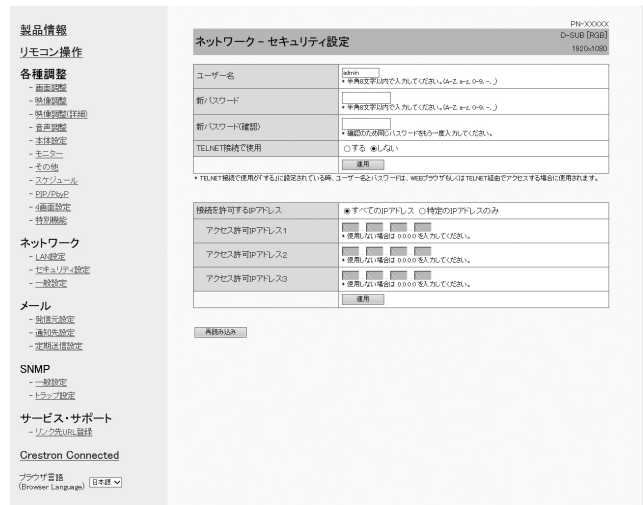 製品情報
リモコン操作
各種調整
- 画面調整
- 映像調整
- 映像調整(詳細)
- 音声調整
- 本体設定
- モニター
- その他
- スケジュール
- PIP/PbyP
- 4画面設定
- 特別機能
ネットワーク
- LAN設定
- セキュリティ設定
- 一般設定
メール
- 発信元設定
- 通知先設定
- 定期送信設定
SNMP
- 一般設定
- トラップ設定
サービス・サポート
- リンク先URL登録
Crestron Connected
ブラウザ言語
(Browser Language) 日本語
PN-XXXXX
ネットワーク - セキュリティ設定
D-SUB [RGB]
1920x1080
ユーザー名
admin
* 半角8文字以内で入力してください。(A-Z, a-z, 0-9, -, _)
新パスワード
* 半角8文字以内で入力してください。(A-Z, a-z, 0-9, -, _)
新パスワード(確認)
* 確認のため同じパスワードをもう一度入力してください。
TELNET接続で使用 する しない
適用
* TELNET接続で使用が「する」に設定されている時、ユーザー名とパスワードは、WEBブラウザもしくはTELNET経由でアクセスする場合に使用されます。
接続を許可するIPアドレス すべてのIPアドレス 特定のIPアドレスのみ
アクセス許可IPアドレス1
* 使用しない場合は 0.0.0.0 を入力してください。
アクセス許可IPアドレス2
* 使用しない場合は 0.0.0.0 を入力してください。
アクセス許可IPアドレス3
* 使用しない場合は 0.0.0.0 を入力してください。
適用
再読み込み